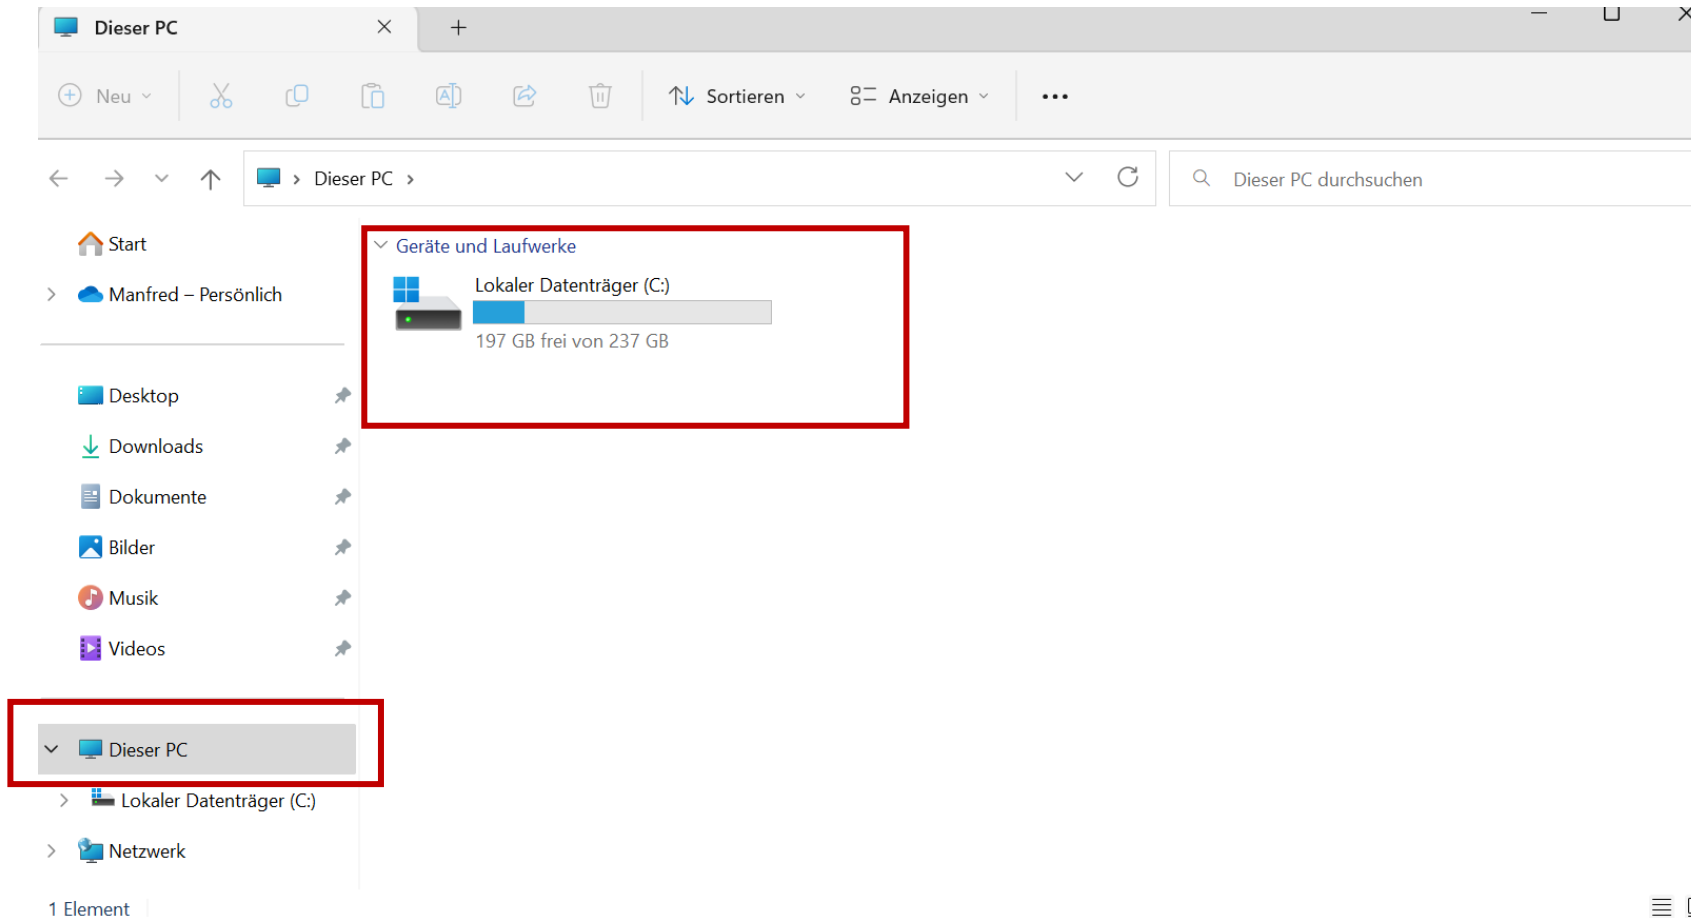 Dieser PC
Neu
Sortieren
Anzeigen
Dieser PC
Dieser PC durchsuchen
Start
Manfred – Persönlich
Desktop
Downloads
Dokumente
Bilder
Musik
Videos
Dieser PC
Lokaler Datenträger (C:)
Netzwerk
Geräte und Laufwerke
Lokaler Datenträger (C:)
197 GB frei von 237 GB
1 Element